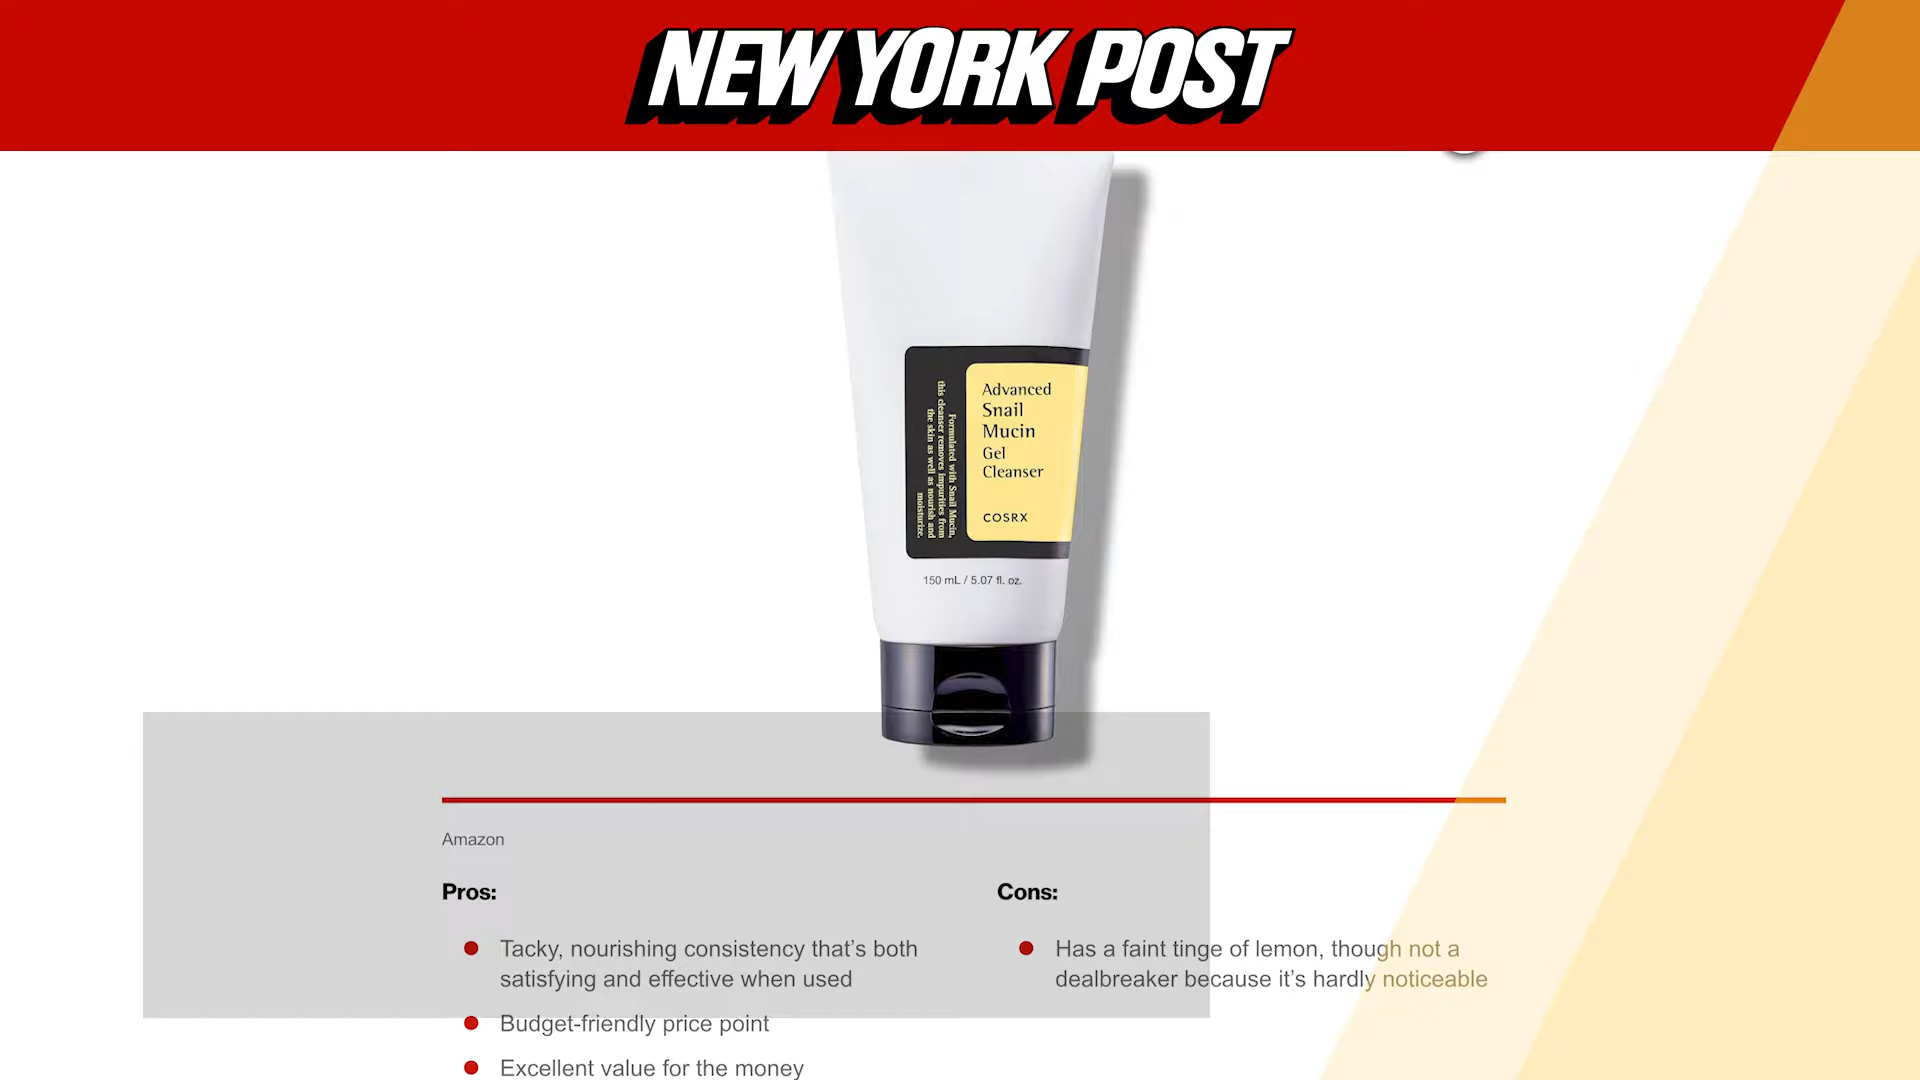 NEW YORK POST
Advanced
Snail
Mucin
Gel
Cleanser
COSRX
Formulated with Snail Mucin,
this cleanser removes impurities from
the skin as well as nourish and
moisturize.
150 mL / 5.07 fl. oz.
Amazon
Pros:
Tacky, nourishing consistency that’s both
satisfying and effective when used
Budget-friendly price point
Excellent value for the money
Cons:
Has a faint tinge of lemon, though not a
dealbreaker because it’s hardly noticeable